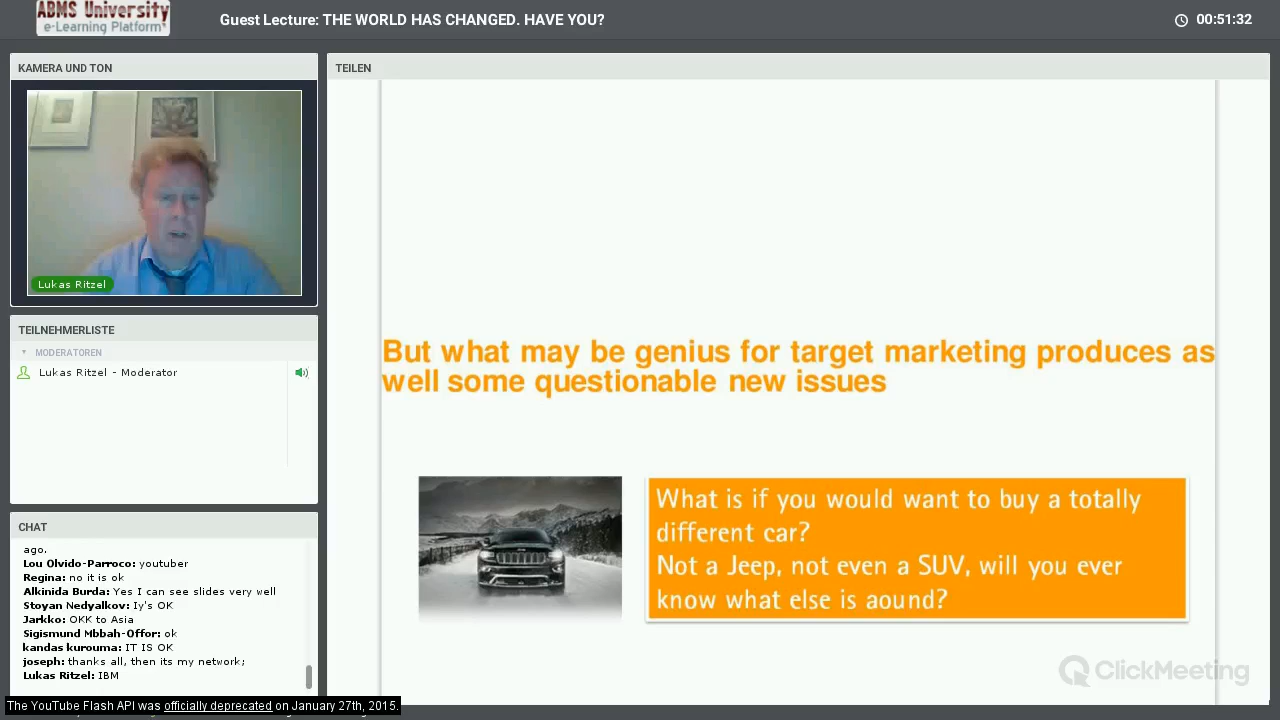 ABMS University
e-Learning Platform
Guest Lecture: THE WORLD HAS CHANGED. HAVE YOU?
00:51:32
KAMERA UND TON
Lukas Ritzel
TEILNEHMERLISTE
MODERATOREN
Lukas Ritzel - Moderator
CHAT
ago.
Lou Olvido-Parroco: youtuber
Regina: no it is ok
Alkinida Burda: Yes I can see slides very well
Stoyan Nedyalkov: Iy's OK
Jarkko: OKK to Asia
Sigismund Mbbah-Offor: ok
kandas kurouma: IT IS OK
joseph: thanks all, then its my network;
Lukas Ritzel: IBM
The YouTube Flash API was officially deprecated on January 27th, 2015.
TEILEN
But what may be genius for target marketing produces as
well some questionable new issues
What is if you would want to buy a totally
different car?
Not a Jeep, not even a SUV, will you ever
know what else is aound?
ClickMeeting